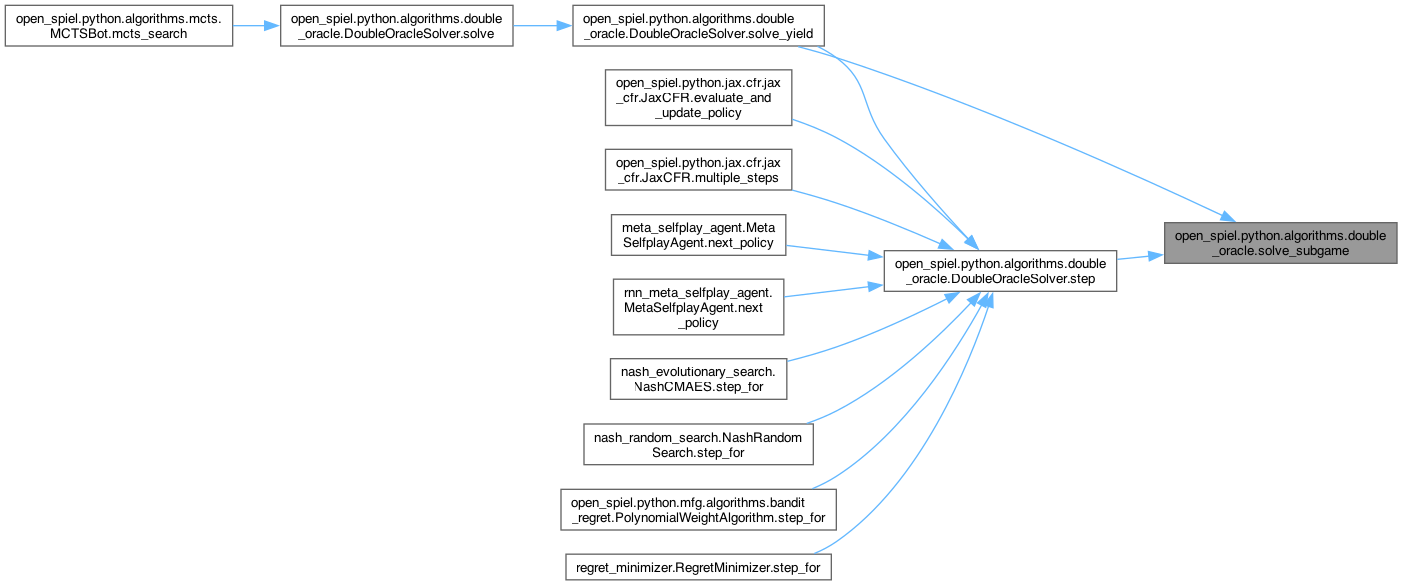 open_spiel.python.algorithms.mcts.
MCTSBot.mcts_search
open_spiel.python.algorithms.double
_oracle.DoubleOracleSolver.solve
open_spiel.python.algorithms.double
_oracle.DoubleOracleSolver.solve_yield
open_spiel.python.jax.cfr.jax
_cfr.JaxCFR.evaluate_and
_update_policy
open_spiel.python.jax.cfr.jax
_cfr.JaxCFR.multiple_steps
meta_selfplay_agent.Meta
SelfplayAgent.next_policy
rnn_meta_selfplay_agent.
MetaSelfplayAgent.next
_policy
nash_evolutionary_search.
NashCMAES.step_for
nash_random_search.NashRandom
Search.step_for
open_spiel.python.mfg.algorithms.bandit
_regret.PolynomialWeightAlgorithm.step_for
regret_minimizer.RegretMinimizer.step_for
open_spiel.python.algorithms.double
_oracle.DoubleOracleSolver.step
open_spiel.python.algorithms.double
_oracle.solve_subgame